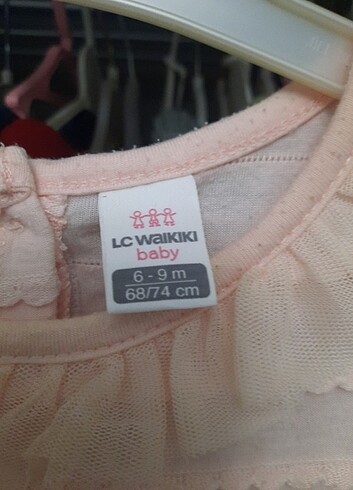 LC WAIKIKI
baby
6 - 9 m
68/74 cm